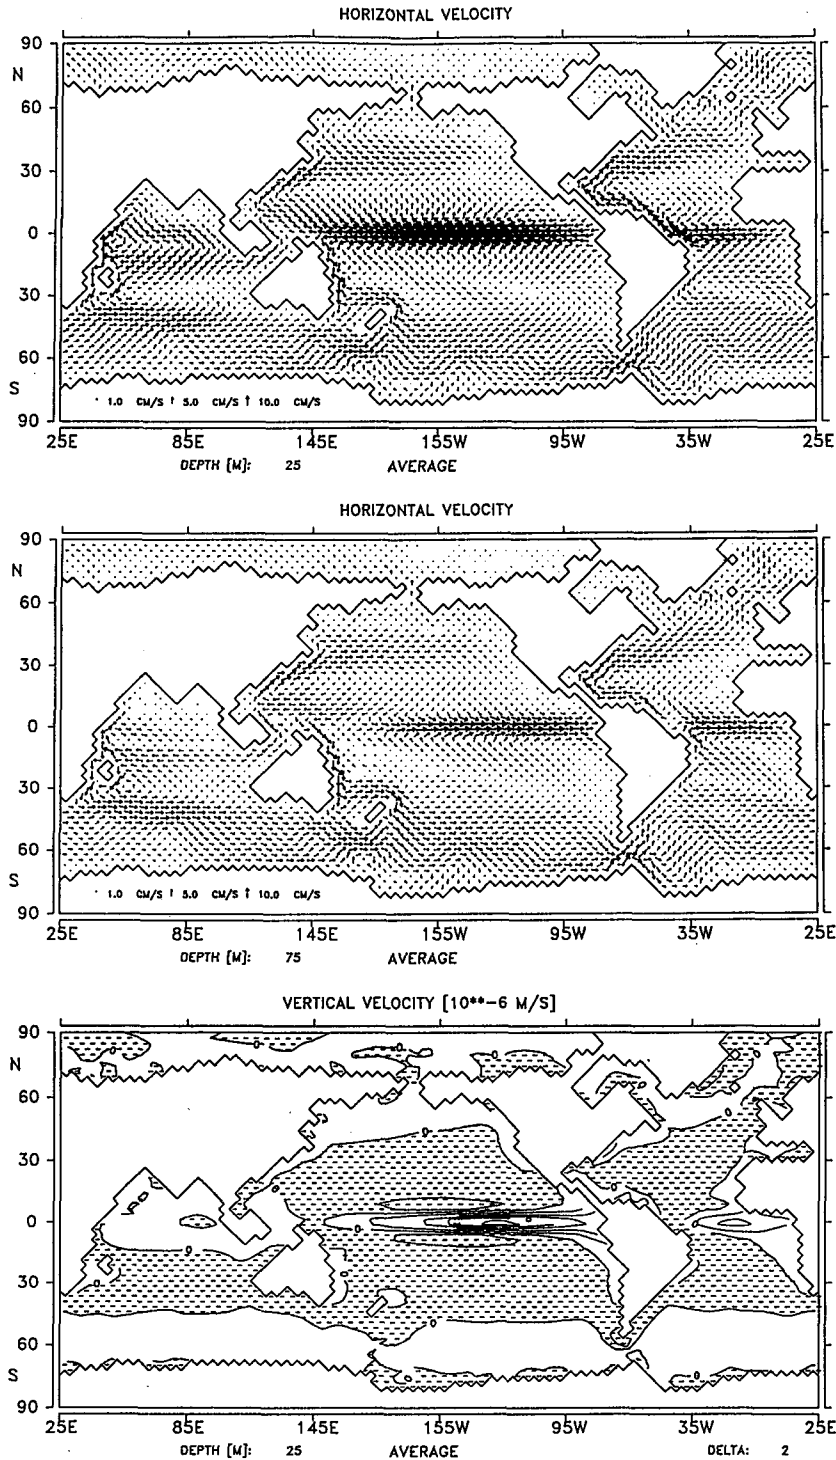 HORIZONTAL VELOCITY
90
N
60
30
0
30
60
S
90
1.0 CM/S ↑ 5.0 CM/S ↑ 10.0 CM/S
25E 85E 145E 155W 95W 35W 25E
DEPTH [M]: 25 AVERAGE
HORIZONTAL VELOCITY
90
N
60
30
0
30
60
S
90
1.0 CM/S ↑ 5.0 CM/S ↑ 10.0 CM/S
25E 85E 145E 155W 95W 35W 25E
DEPTH [M]: 75 AVERAGE
VERTICAL VELOCITY [10**-6 M/S]
90
N
60
30
0
30
60
S
90
25E 85E 145E 155W 95W 35W 25E
DEPTH [M]: 25 AVERAGE DELTA: 2